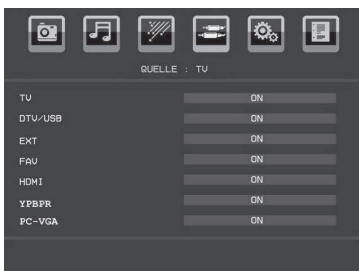 QUELLE : TV
TV ON
DTV/USB ON
EXT ON
FAV ON
HDMI ON
YPBPR ON
PC-VGA ON